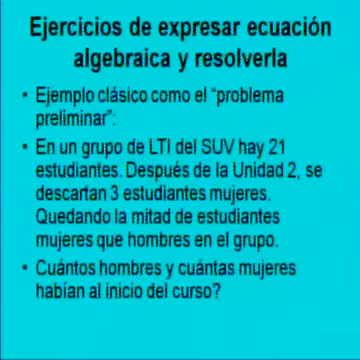 Ejercicios de expresar ecuación
algebraica y resolverla
• Ejemplo clásico como el “problema
preliminar”:
• En un grupo de LTI del SUV hay 21
estudiantes. Después de la Unidad 2, se
descartan 3 estudiantes mujeres.
Quedando la mitad de estudiantes
mujeres que hombres en el grupo.
• Cuántos hombres y cuántas mujeres
habían al inicio del curso?